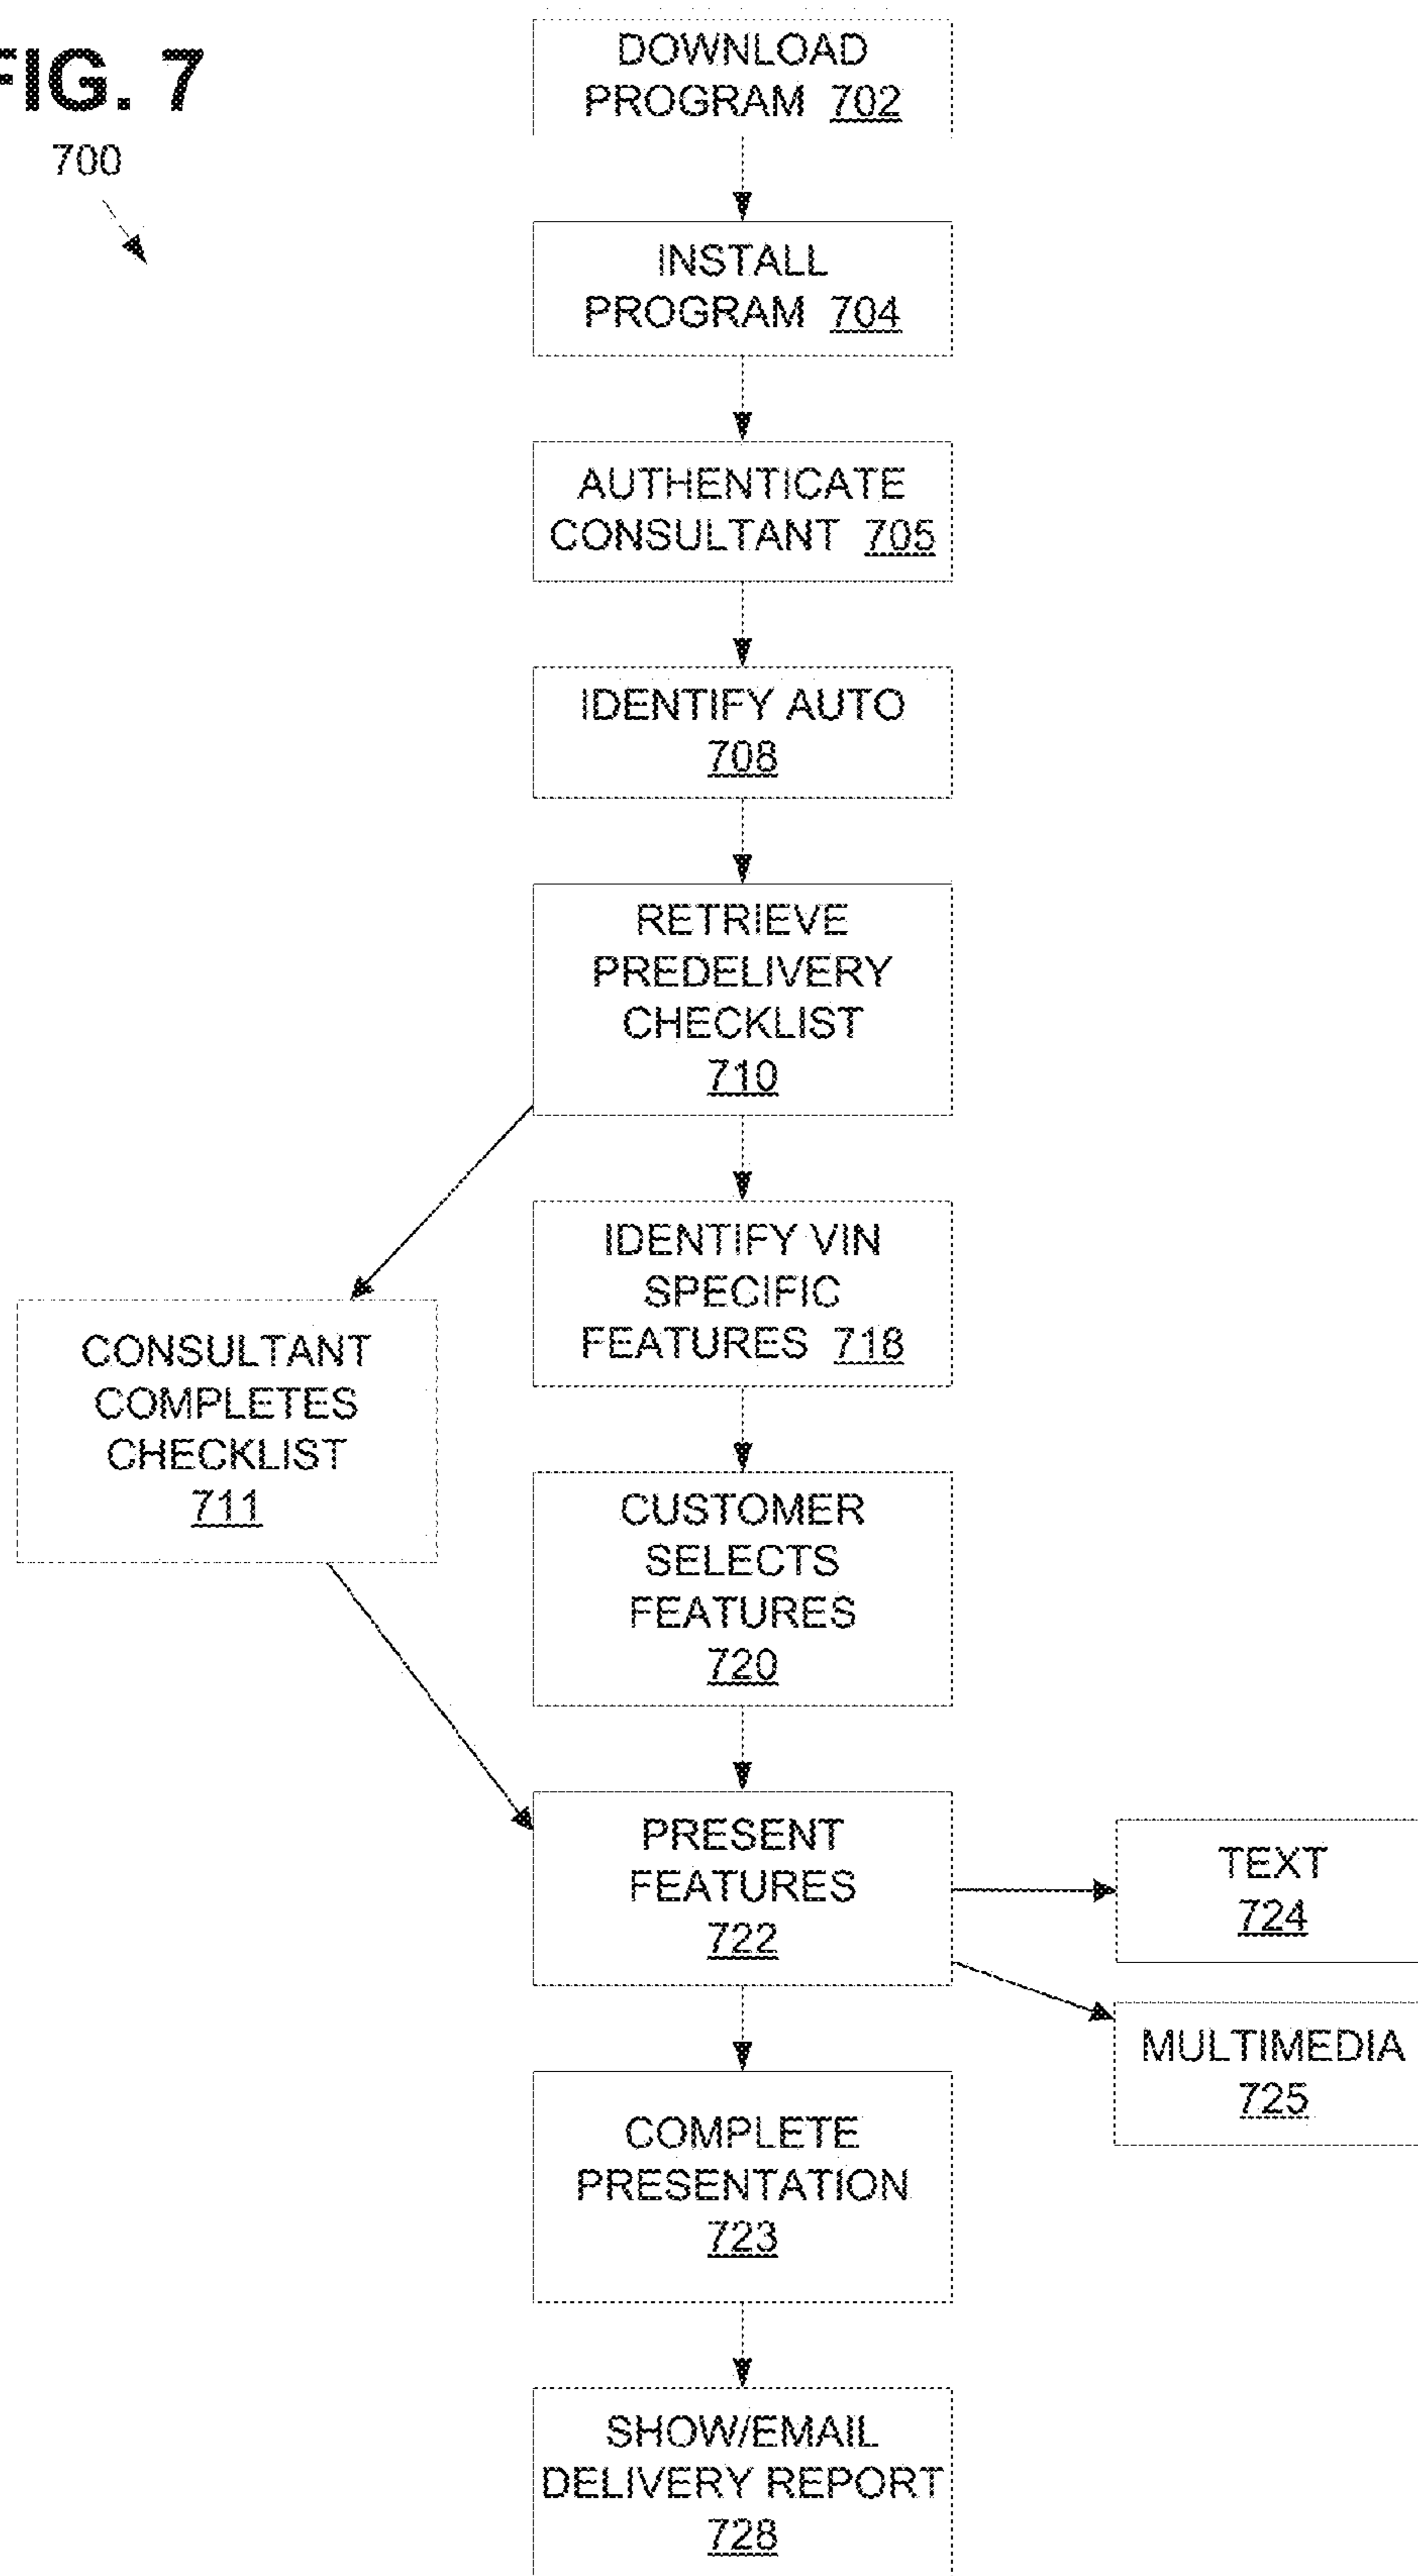 FIG. 7
700
DOWNLOAD
PROGRAM 702
INSTALL
PROGRAM 704
AUTHENTICATE
CONSULTANT 705
IDENTIFY AUTO
708
RETRIEVE
PREDELIVERY
CHECKLIST
710
IDENTIFY VIN
SPECIFIC
FEATURES 718
CONSULTANT
COMPLETES
CHECKLIST
711
CUSTOMER
SELECTS
FEATURES
720
PRESENT
FEATURES
722
TEXT
724
MULTIMEDIA
725
COMPLETE
PRESENTATION
723
SHOW/EMAIL
DELIVERY REPORT
728